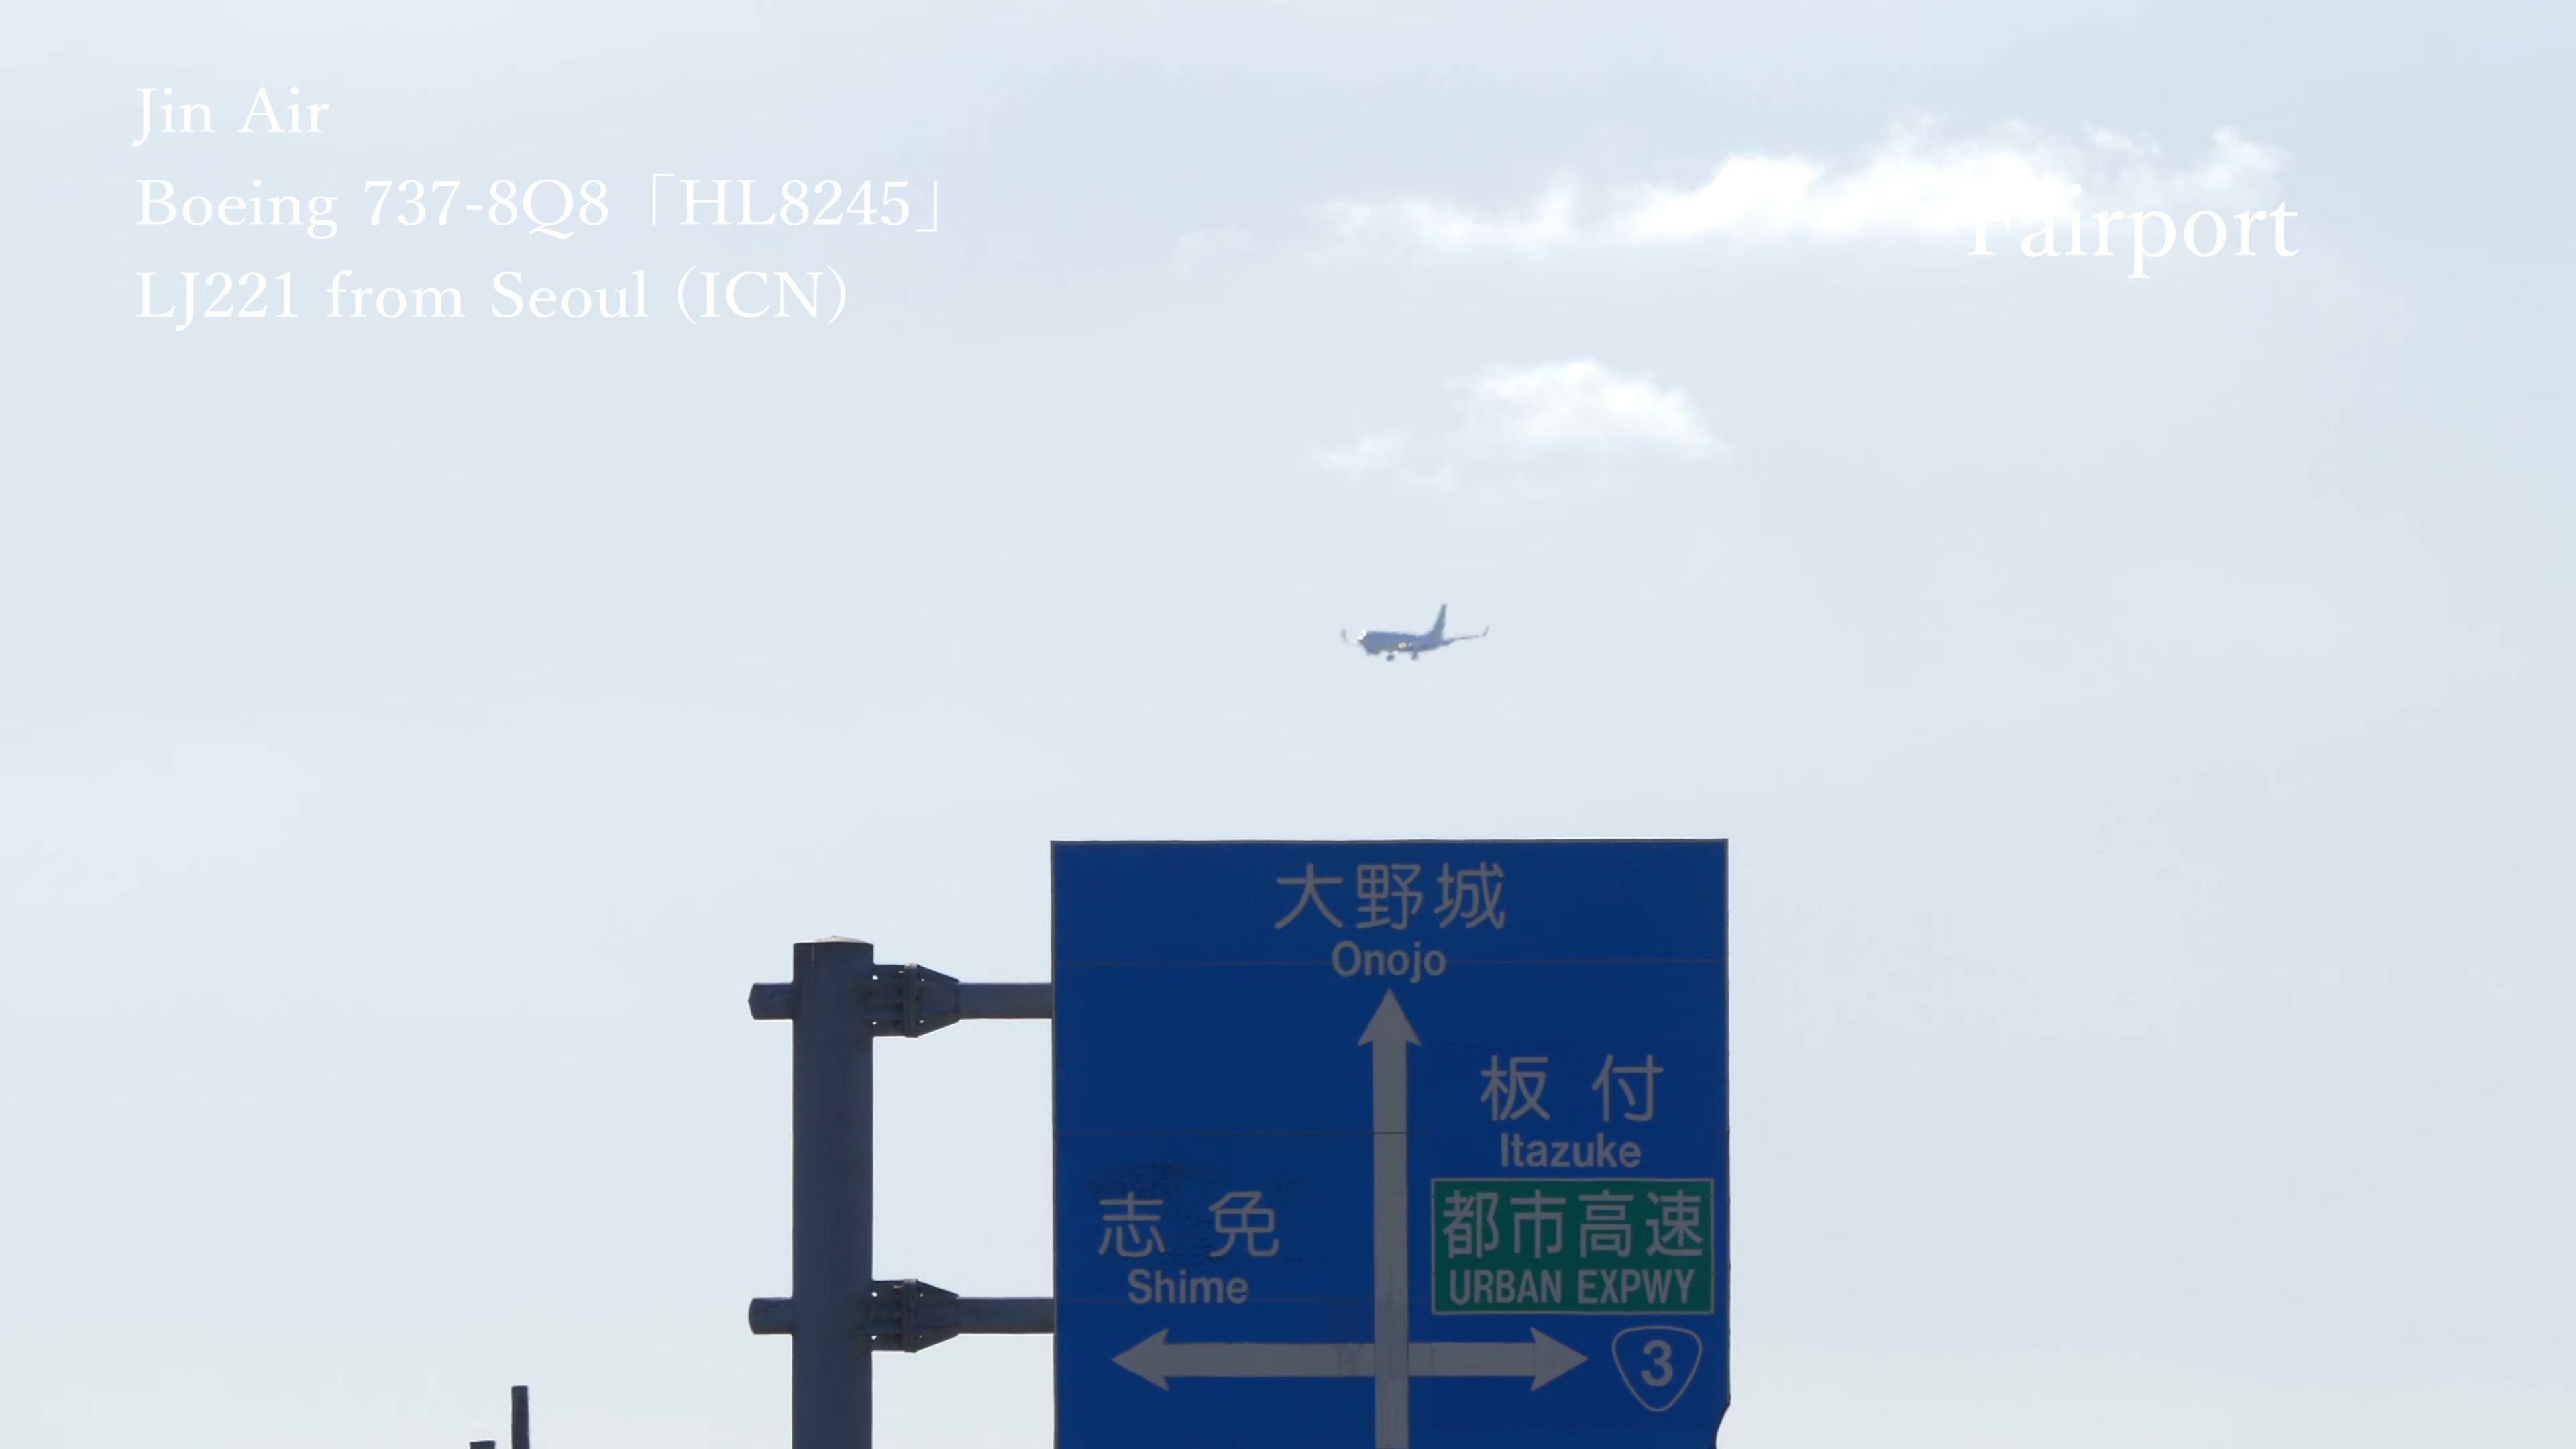 Jin Air
Boeing 737-8Q8「HL8245」
LJ221 from Seoul (ICN)
Fairport
大野城
Onojo
板付
Itazuke
志免
Shime
都市高速
URBAN EXPWY
3